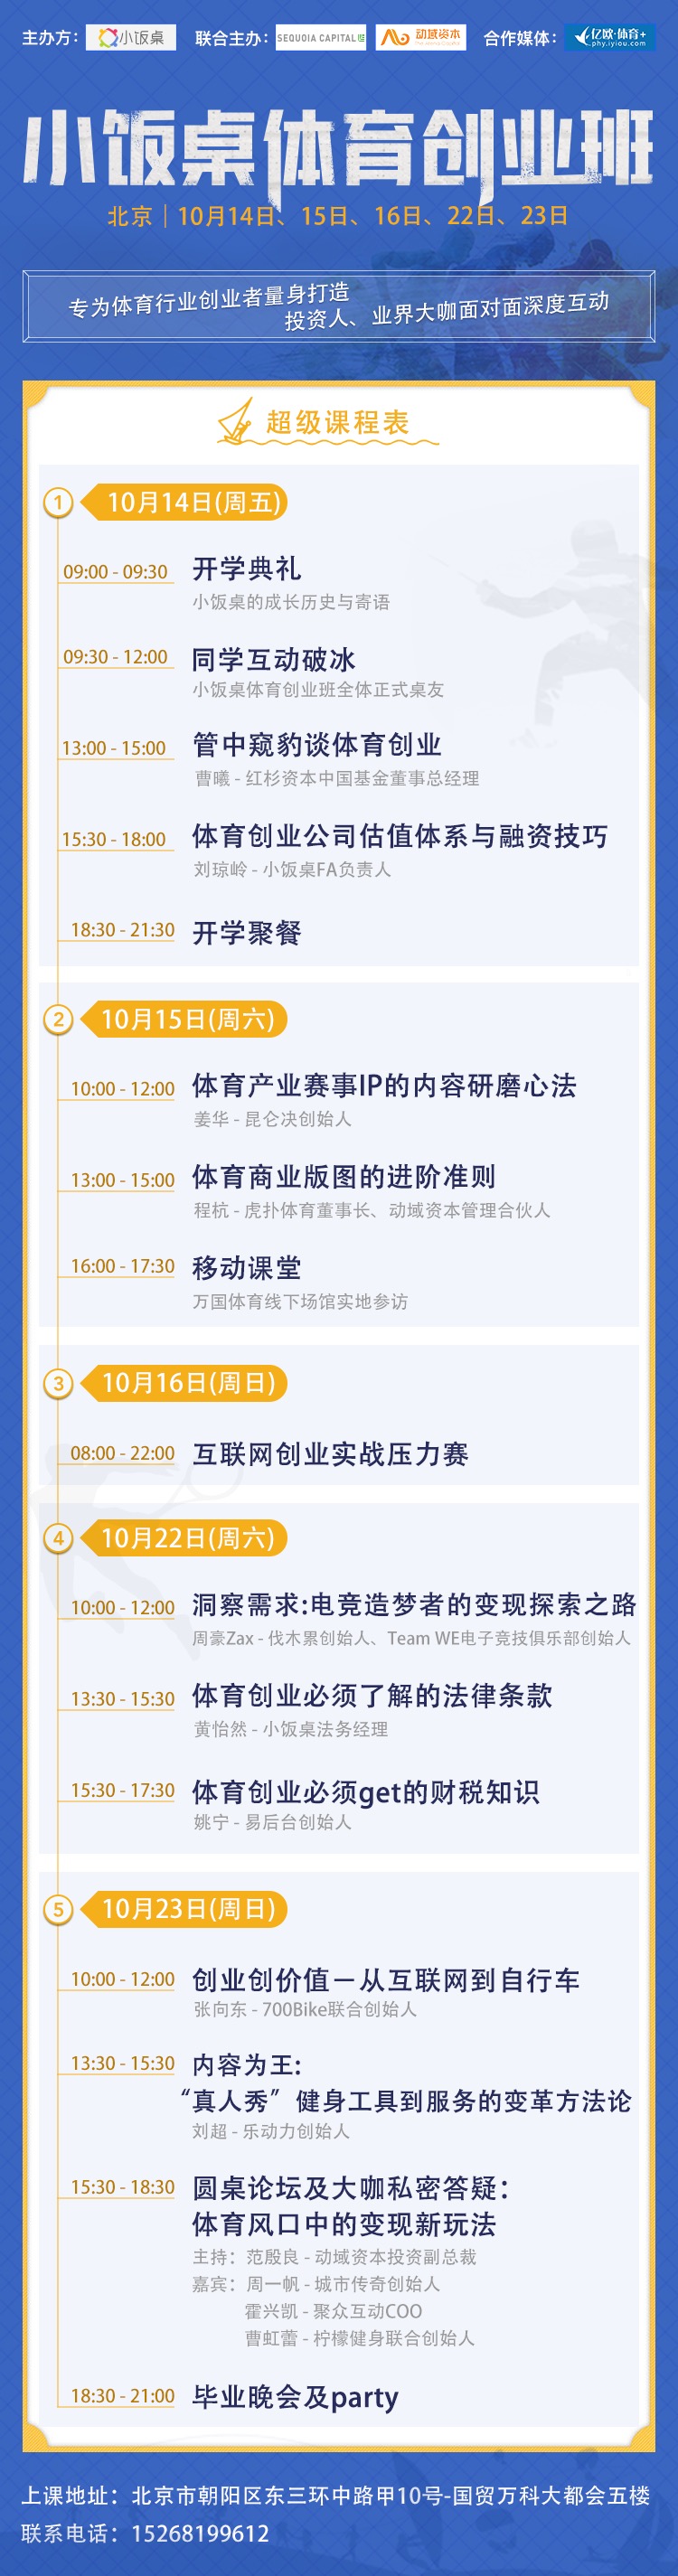 主办方： 小饭桌 联合主办： SEQUOIA CAPITAL 动域资本 合作媒体： 亿欧·体育+
phy.iyiou.com
小饭桌体育创业班
北京｜10月14日、15日、16日、22日、23日
专为体育行业创业者量身打造
投资人、业界大咖面对面深度互动
超级课程表
1 10月14日(周五)
09:00 - 09:30 开学典礼
小饭桌的成长历史与寄语
09:30 - 12:00 同学互动破冰
小饭桌体育创业班全体正式桌友
13:00 - 15:00 管中窥豹谈体育创业
曹曦 - 红杉资本中国基金董事总经理
15:30 - 18:00 体育创业公司估值体系与融资技巧
刘琼岭 - 小饭桌FA负责人
18:30 - 21:30 开学聚餐
2 10月15日(周六)
10:00 - 12:00 体育产业赛事IP的内容研磨心法
姜华 - 昆仑决创始人
13:00 - 15:00 体育商业版图的进阶准则
程杭 - 虎扑体育董事长、动域资本管理合伙人
16:00 - 17:30 移动课堂
万国体育线下场馆实地参访
3 10月16日(周日)
08:00 - 22:00 互联网创业实战压力赛
4 10月22日(周六)
10:00 - 12:00 洞察需求:电竞造梦者的变现探索之路
周豪Zax - 伐木累创始人、Team WE电子竞技俱乐部创始人
13:30 - 15:30 体育创业必须了解的法律条款
黄怡然 - 小饭桌法务经理
15:30 - 17:30 体育创业必须get的财税知识
姚宁 - 易后台创始人
5 10月23日(周日)
10:00 - 12:00 创业创价值－从互联网到自行车
张向东 - 700Bike联合创始人
13:30 - 15:30 内容为王:
“真人秀”健身工具到服务的变革方法论
刘超 - 乐动力创始人
15:30 - 18:30 圆桌论坛及大咖私密答疑：
体育风口中的变现新玩法
主持：范殷良 - 动域资本投资副总裁
嘉宾：周一帆 - 城市传奇创始人
霍兴凯 - 聚众互动COO
曹虹蕾 - 柠檬健身联合创始人
18:30 - 21:00 毕业晚会及party
上课地址：北京市朝阳区东三环中路甲10号-国贸万科大都会五楼
联系电话：15268199612